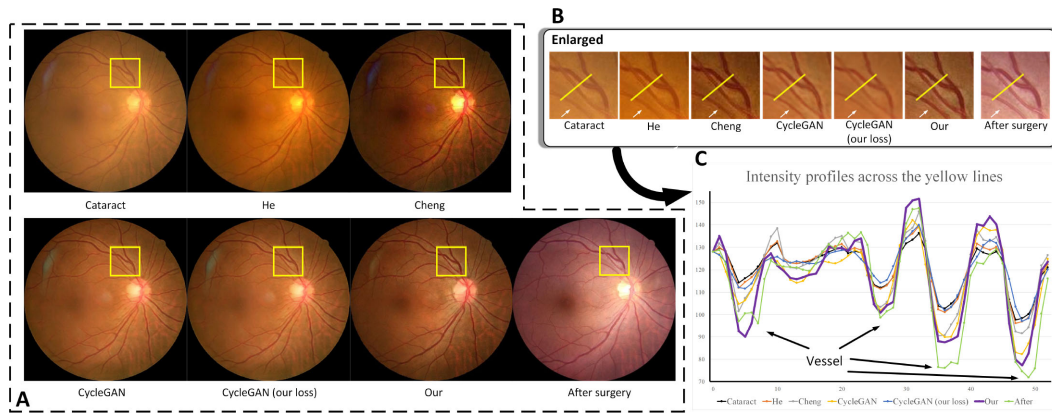 Cataract He Cheng
CycleGAN CycleGAN (our loss) Our After surgery
A
B
Enlarged
Cataract He Cheng CycleGAN CycleGAN Our After surgery
(our loss)
C
Intensity profiles across the yellow lines
150
140
130
120
110
100
90
80
70
Vessel
0 10 20 30 40 50
Cataract He Cheng CycleGAN CycleGAN (our loss) Our After